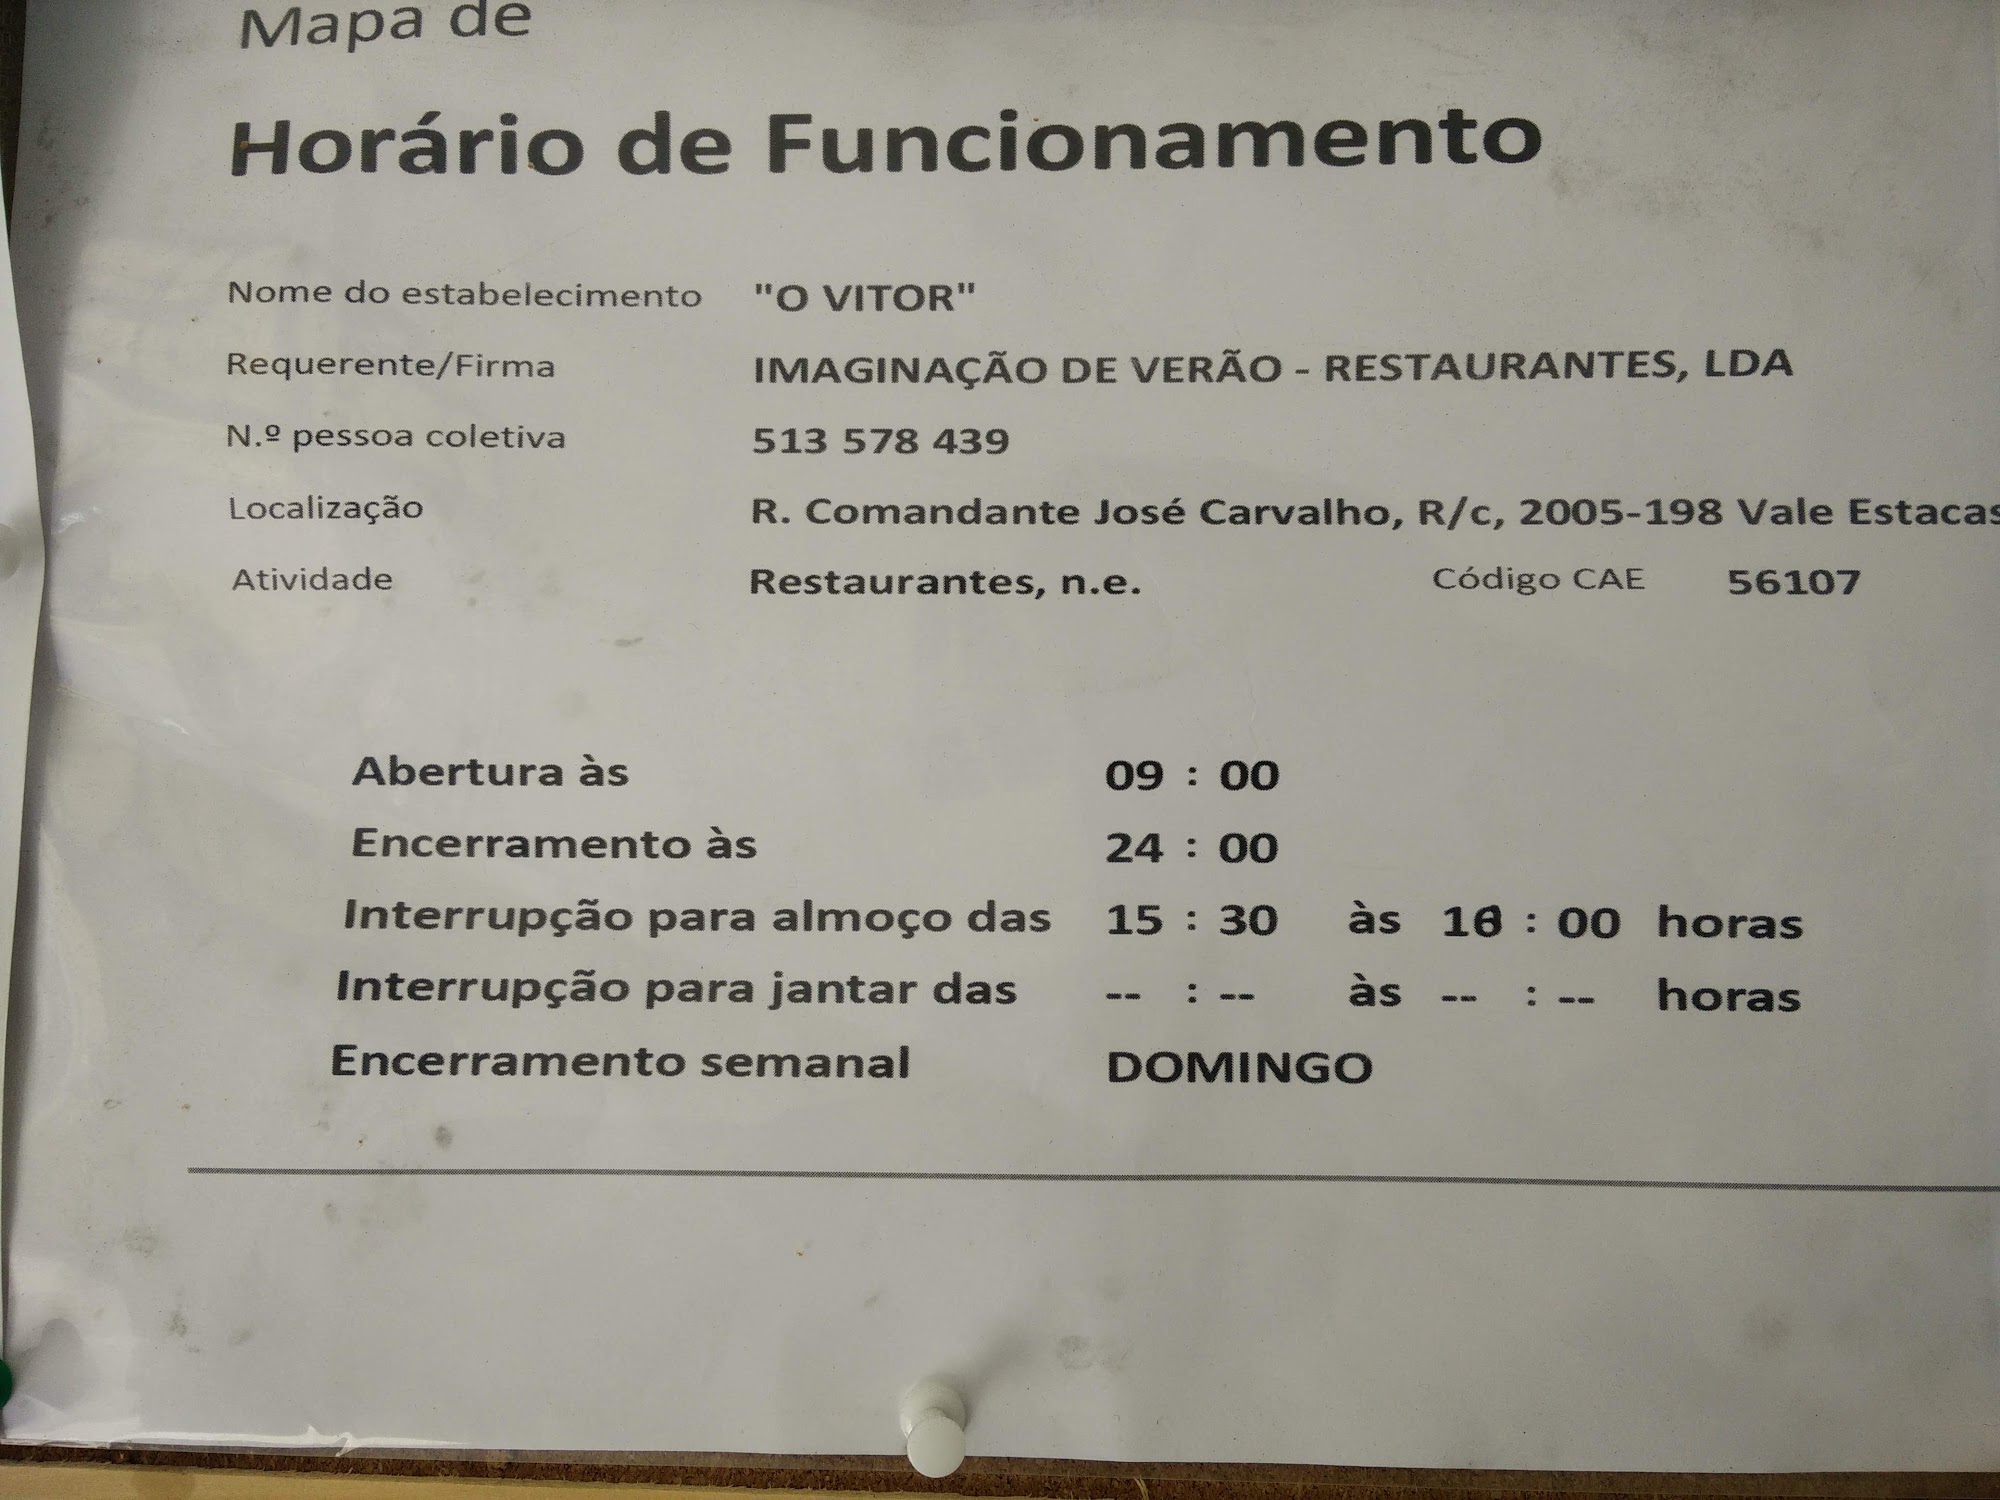 Mapa de
Horário de Funcionamento
Nome do estabelecimento "O VITOR"
Requerente/Firma IMAGINAÇÃO DE VERÃO - RESTAURANTES, LDA
N.º pessoa coletiva 513 578 439
Localização R. Comandante José Carvalho, R/c, 2005-198 Vale Estacas
Atividade Restaurantes, n.e. Código CAE 56107
Abertura às 09 : 00
Encerramento às 24 : 00
Interrupção para almoço das 15 : 30 às : 00 horas
Interrupção para jantar das -- : -- às -- : -- horas
Encerramento semanal DOMINGO